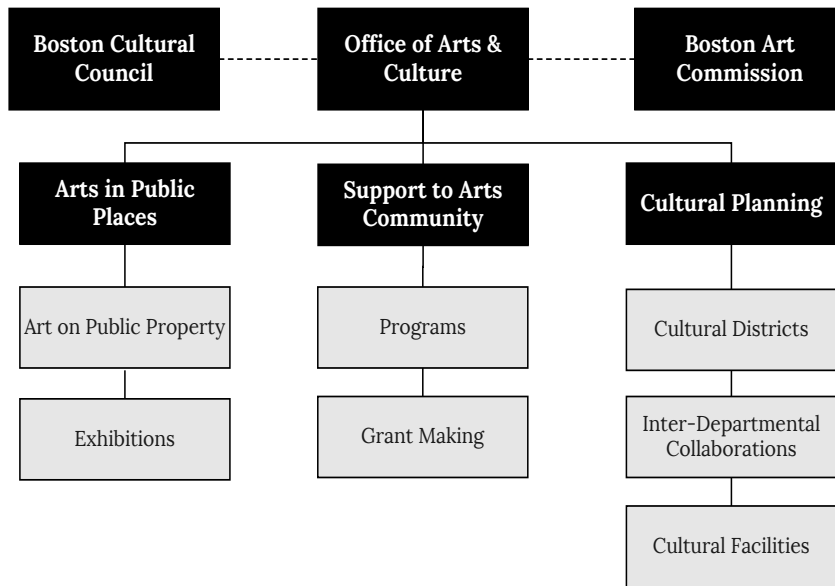 Boston Cultural
Council
Office of Arts &
Culture
Boston Art
Commission
Arts in Public
Places
Support to Arts
Community
Cultural Planning
Art on Public Property
Programs
Cultural Districts
Exhibitions
Grant Making
Inter-Departmental
Collaborations
Cultural Facilities